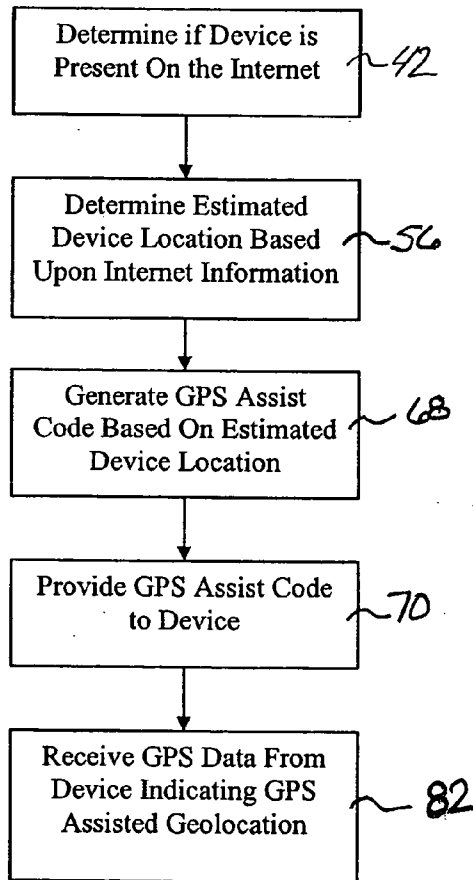 Determine if Device is
Present On the Internet
42
Determine Estimated
Device Location Based
Upon Internet Information
56
Generate GPS Assist
Code Based On Estimated
Device Location
68
Provide GPS Assist Code
to Device
70
Receive GPS Data From
Device Indicating GPS
Assisted Geolocation
82